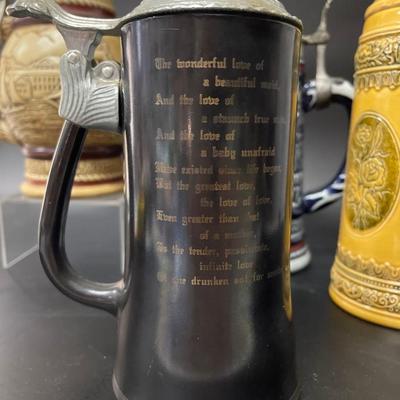 The wonderful love of
a beautiful maid,
And the love of
a staunch true
And the love of
a baby unafraid
Have existed since life began,
But the greatest love,
the love of love,
Even greater than that
of a mother,
Is the tender, passionate,
infinite love
Of one drunken sot for